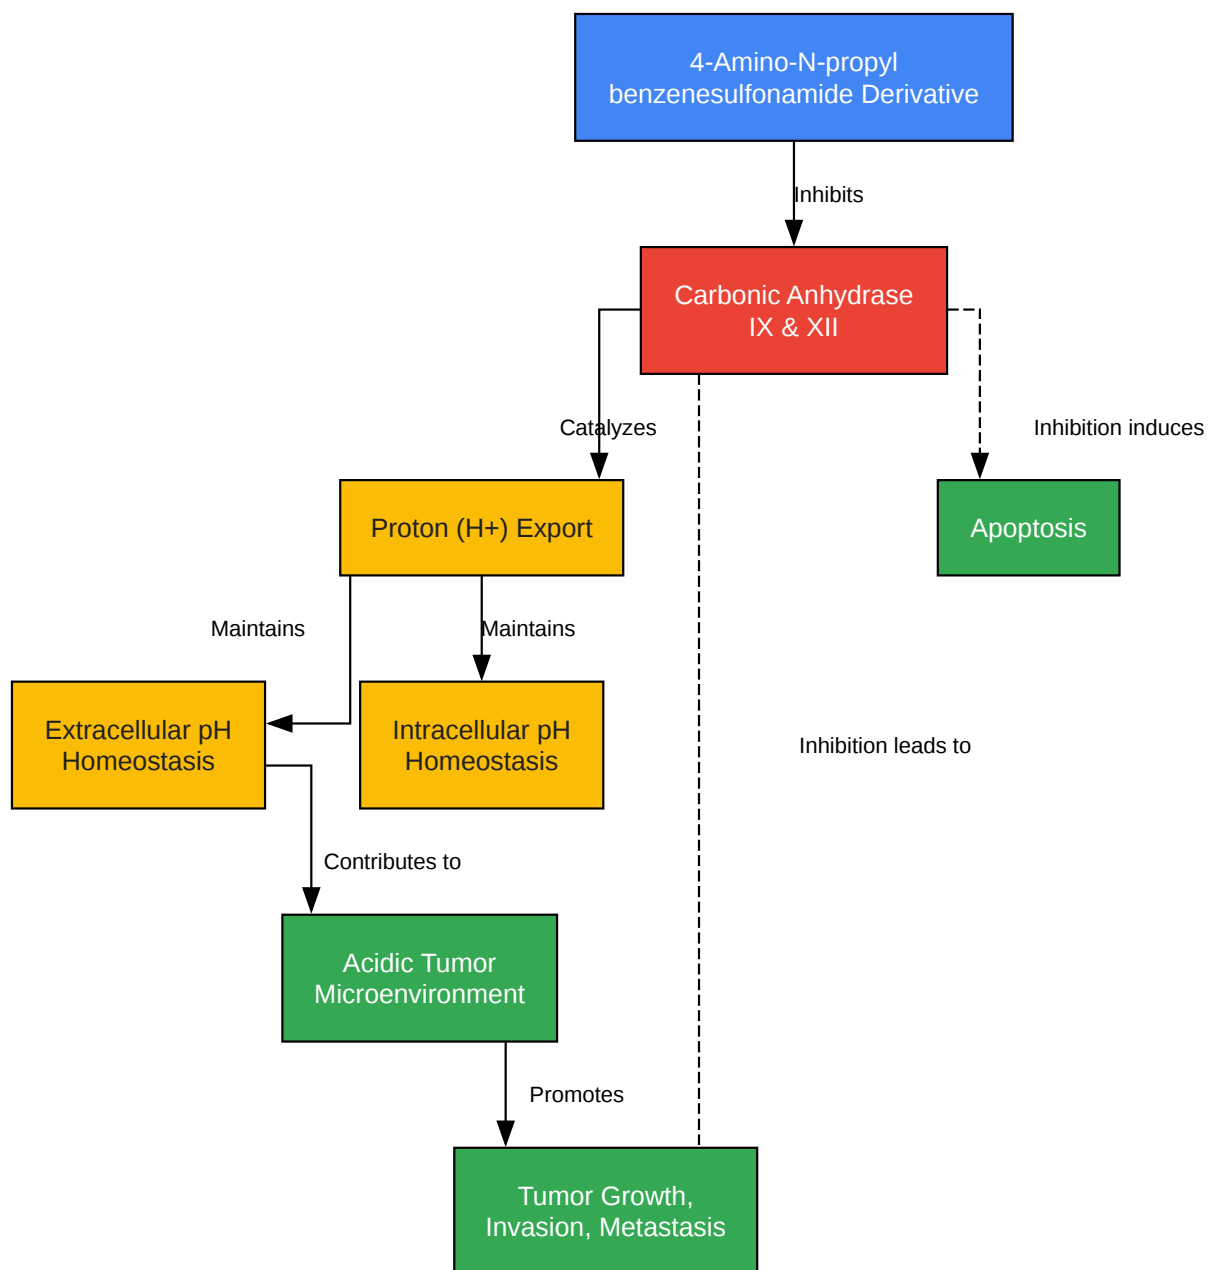 4-Amino-N-propyl
benzenesulfonamide Derivative
Inhibits
Carbonic Anhydrase
IX & XII
Catalyzes
Inhibition induces
Proton (H+) Export
Apoptosis
Maintains
Maintains
Extracellular pH
Homeostasis
Intracellular pH
Homeostasis
Inhibition leads to
Contributes to
Acidic Tumor
Microenvironment
Promotes
Tumor Growth,
Invasion, Metastasis